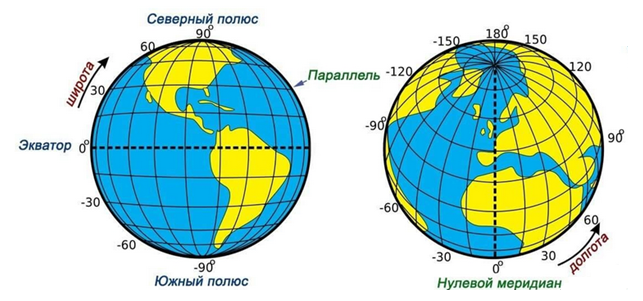 Северный полюс
90°
60
30
широта
Параллель
Экватор
0°
-30
-60
-90°
Южный полюс
180°
-150
150
-120
120
-90°
90°
-60
60
-30
30
0°
долгота
Нулевой меридиан